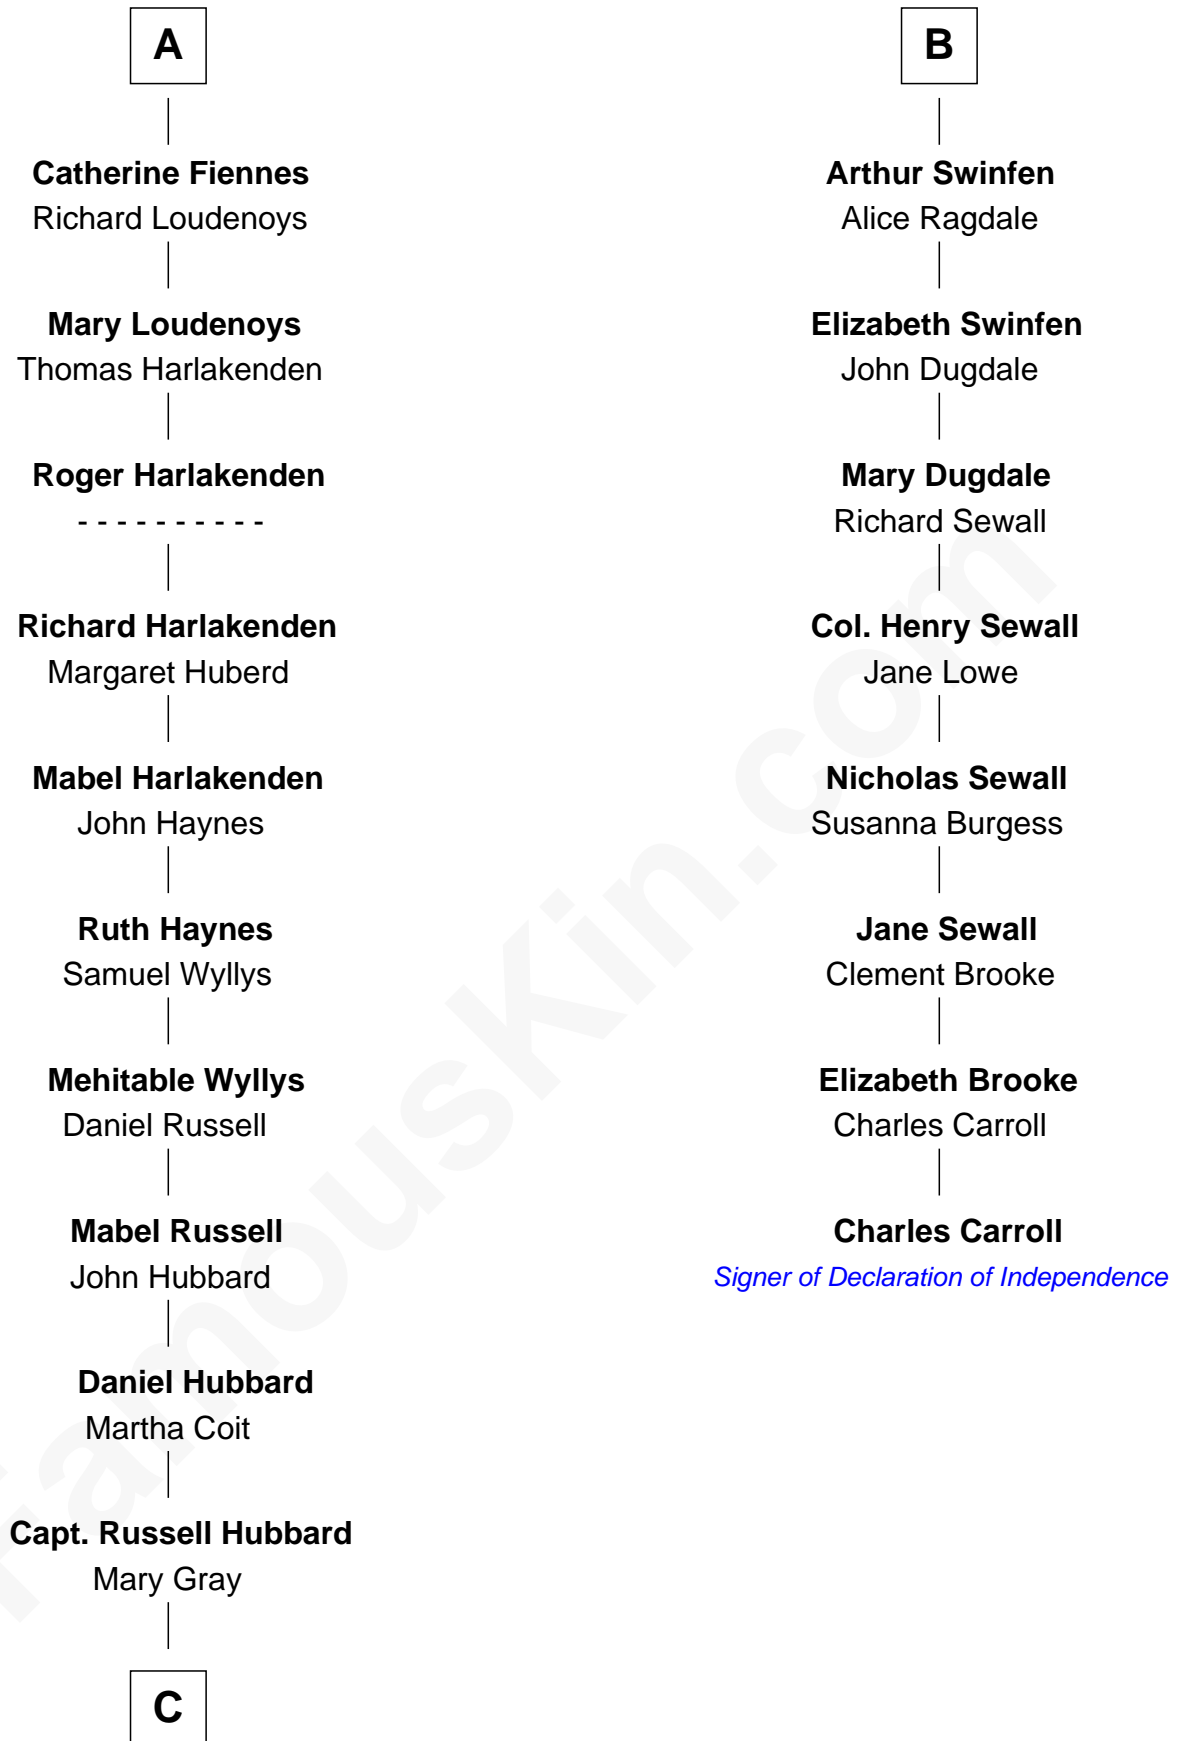 A
Catherine Fiennes
Richard Loudenoys
Mary Loudenoys
Thomas Harlakenden
Roger Harlakenden
- - - - - - - - - -
Richard Harlakenden
Margaret Huberd
Mabel Harlakenden
John Haynes
Ruth Haynes
Samuel Wyllys
Mehitable Wyllys
Daniel Russell
Mabel Russell
John Hubbard
Daniel Hubbard
Martha Coit
Capt. Russell Hubbard
Mary Gray
C
B
Arthur Swinfen
Alice Ragdale
Elizabeth Swinfen
John Dugdale
Mary Dugdale
Richard Sewall
Col. Henry Sewall
Jane Lowe
Nicholas Sewall
Susanna Burgess
Jane Sewall
Clement Brooke
Elizabeth Brooke
Charles Carroll
Charles Carroll
Signer of Declaration of Independence
FamousKin.com